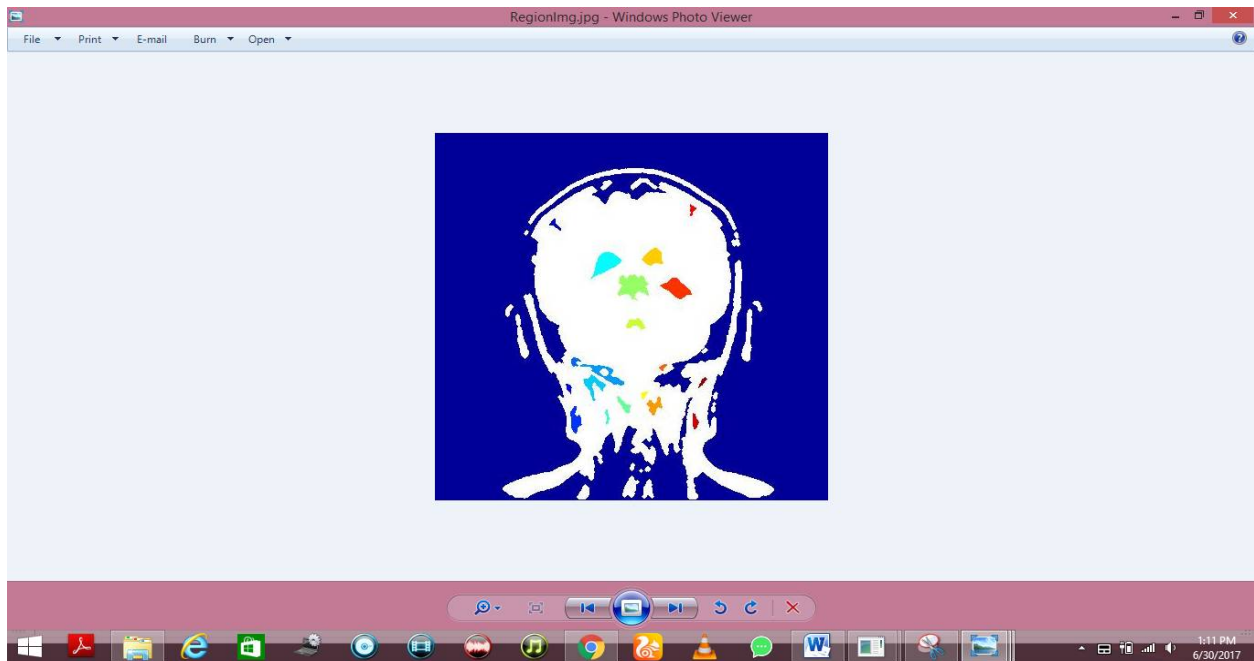 RegionImg.jpg - Windows Photo Viewer
File Print E-mail Burn Open
1:11 PM
6/30/2017